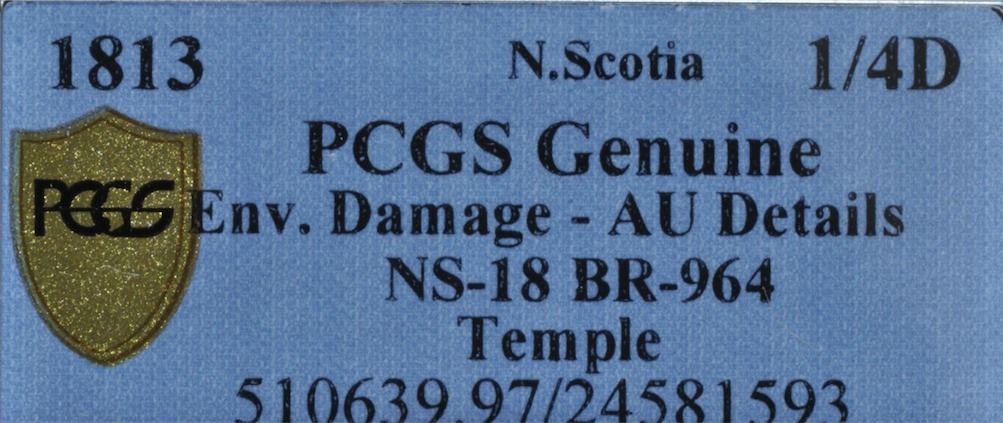 1813 N.Scotia 1/4D
PCGS Genuine
PCGS Env. Damage - AU Details
NS-18 BR-964
Temple
510639.97/24581593